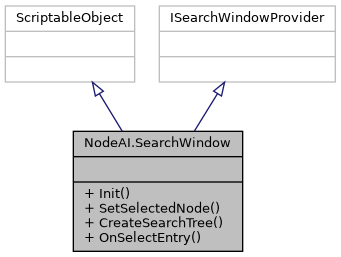 ScriptableObject
ISearchWindowProvider
NodeAI.SearchWindow
+ Init()
+ SetSelectedNode()
+ CreateSearchTree()
+ OnSelectEntry()